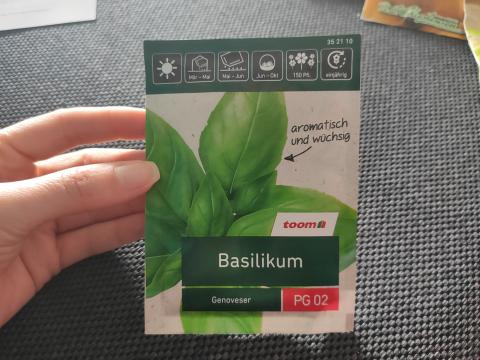 35 21 10
Mär - Mai
Mai - Jun
Jun - Okt
150 Pfl.
einjährig
aromatisch
und wüchsig
toom
Basilikum
Genoveser
PG 02